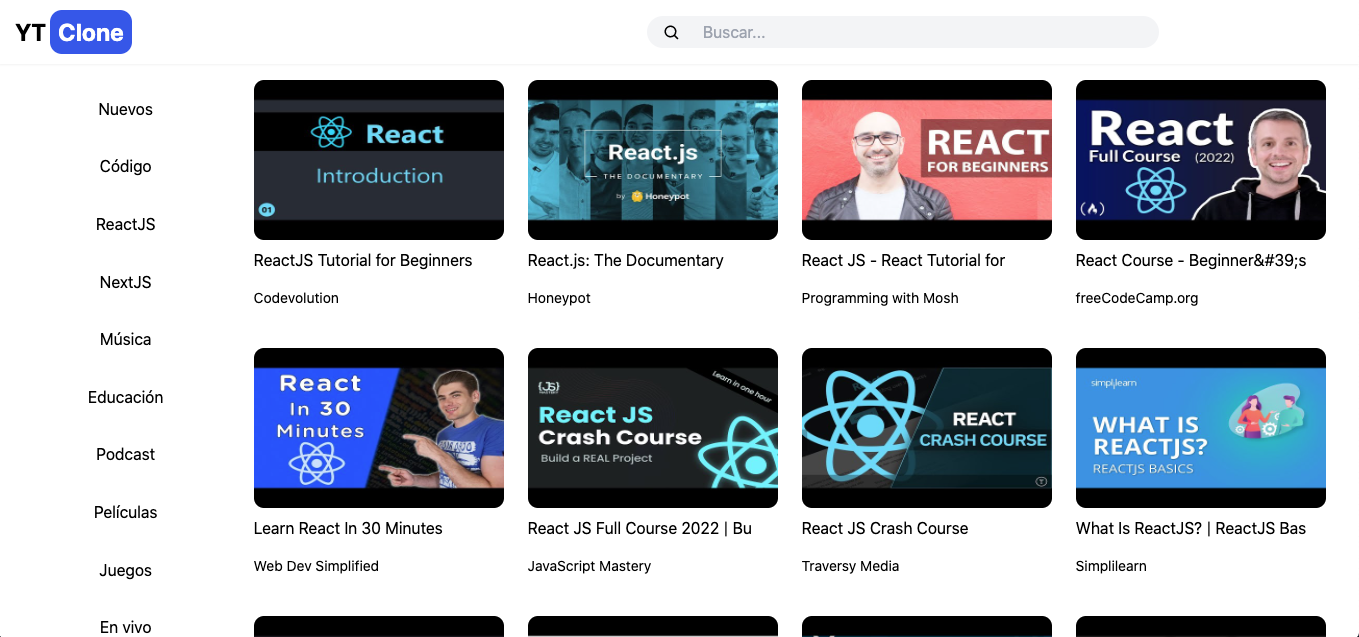 YT Clone
Buscar...
Nuevos
Código
ReactJS
NextJS
Música
Educación
Podcast
Películas
Juegos
En vivo
React
Introduction
01
ReactJS Tutorial for Beginners
Codevolution
React.js
THE DOCUMENTARY
by Honeypot
React.js: The Documentary
Honeypot
REACT
FOR BEGINNERS
React JS - React Tutorial for
Programming with Mosh
React
Full Course (2022)
React Course - Beginner&#39;s
freeCodeCamp.org
React
In 30
Minutes
Learn React In 30 Minutes
Web Dev Simplified
{JS}
MASTERY
Learn in one hour
React JS
Crash Course
Build a REAL Project
React JS Full Course 2022 | Bu
JavaScript Mastery
REACT
CRASH COURSE
T
React JS Crash Course
Traversy Media
simplilearn
WHAT IS
REACTJS?
REACTJS BASICS
What Is ReactJS? | ReactJS Bas
Simplilearn